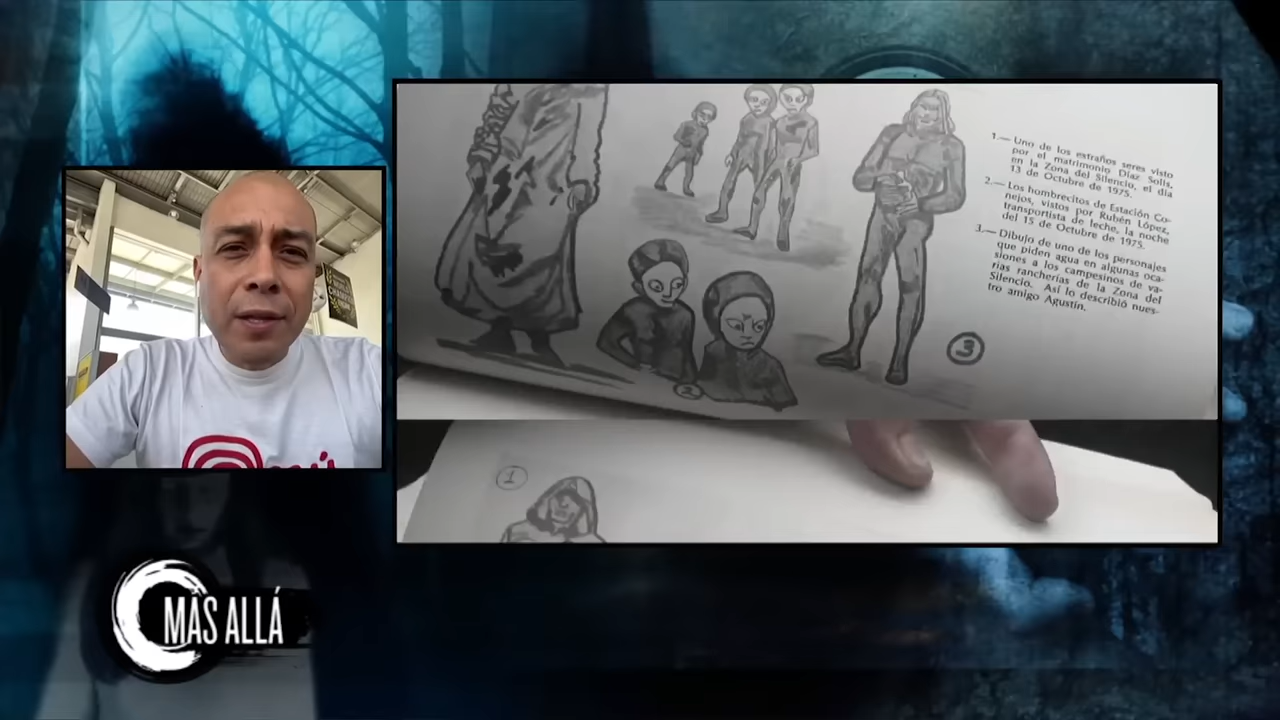 1.— Uno de los extraños seres visto
por el matrimonio Díaz Solís,
en la Zona del Silencio, el día
13 de Octubre de 1975.
2.— Los hombrecitos de Estación Co-
nejos, vistos por Rubén López,
transportista de leche, la noche
del 15 de Octubre de 1975.
3.— Dibujo de uno de los personajes
que piden agua en algunas oca-
siones a los campesinos de va-
rias rancherías de la Zona del
Silencio. Así lo describió nues-
tro amigo Agustín.
3
2
1
MÁS ALLÁ